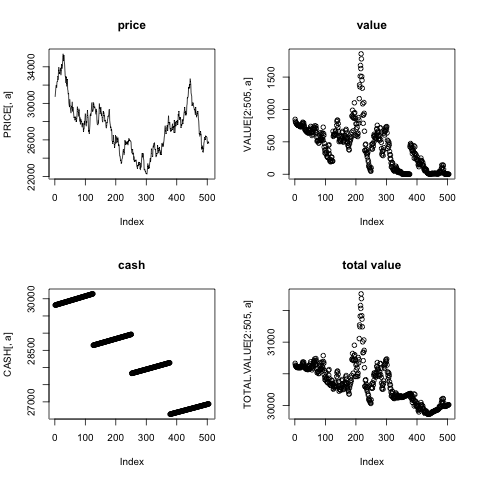 price
PRICE[, a]
22000 26000 30000 34000
0 100 200 300 400 500
Index
value
VALUE[2:505, a]
0 500 1000 1500
0 100 200 300 400 500
Index
cash
CASH[, a]
27000 28500 30000
0 100 200 300 400 500
Index
total value
TOTAL.VALUE[2:505, a]
30000 31000
0 100 200 300 400 500
Index